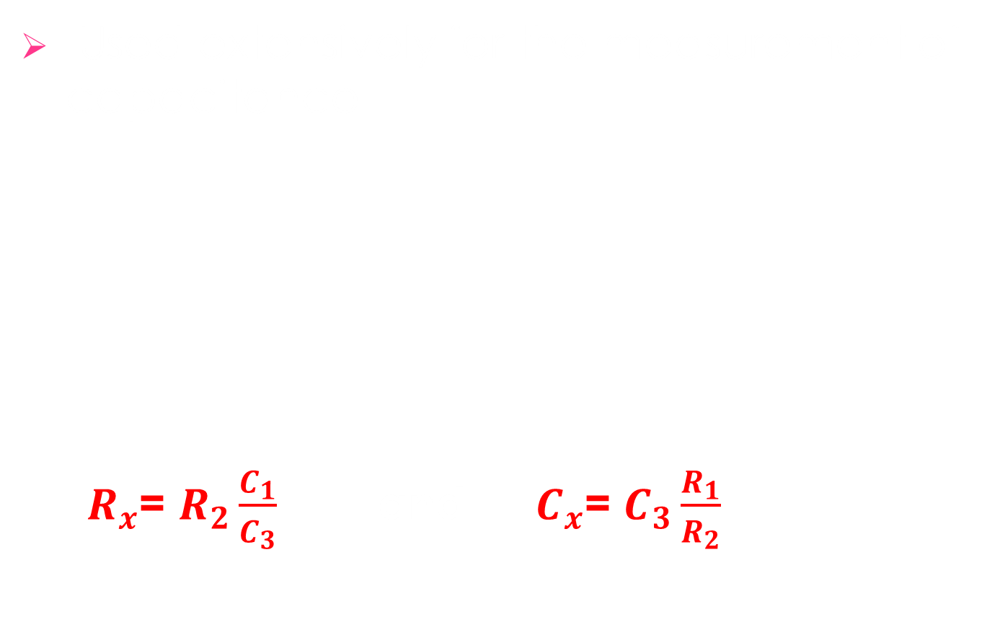 ➢
Rₓ= R₂ C₁/C₃ Cₓ= C₃ R₁/R₂